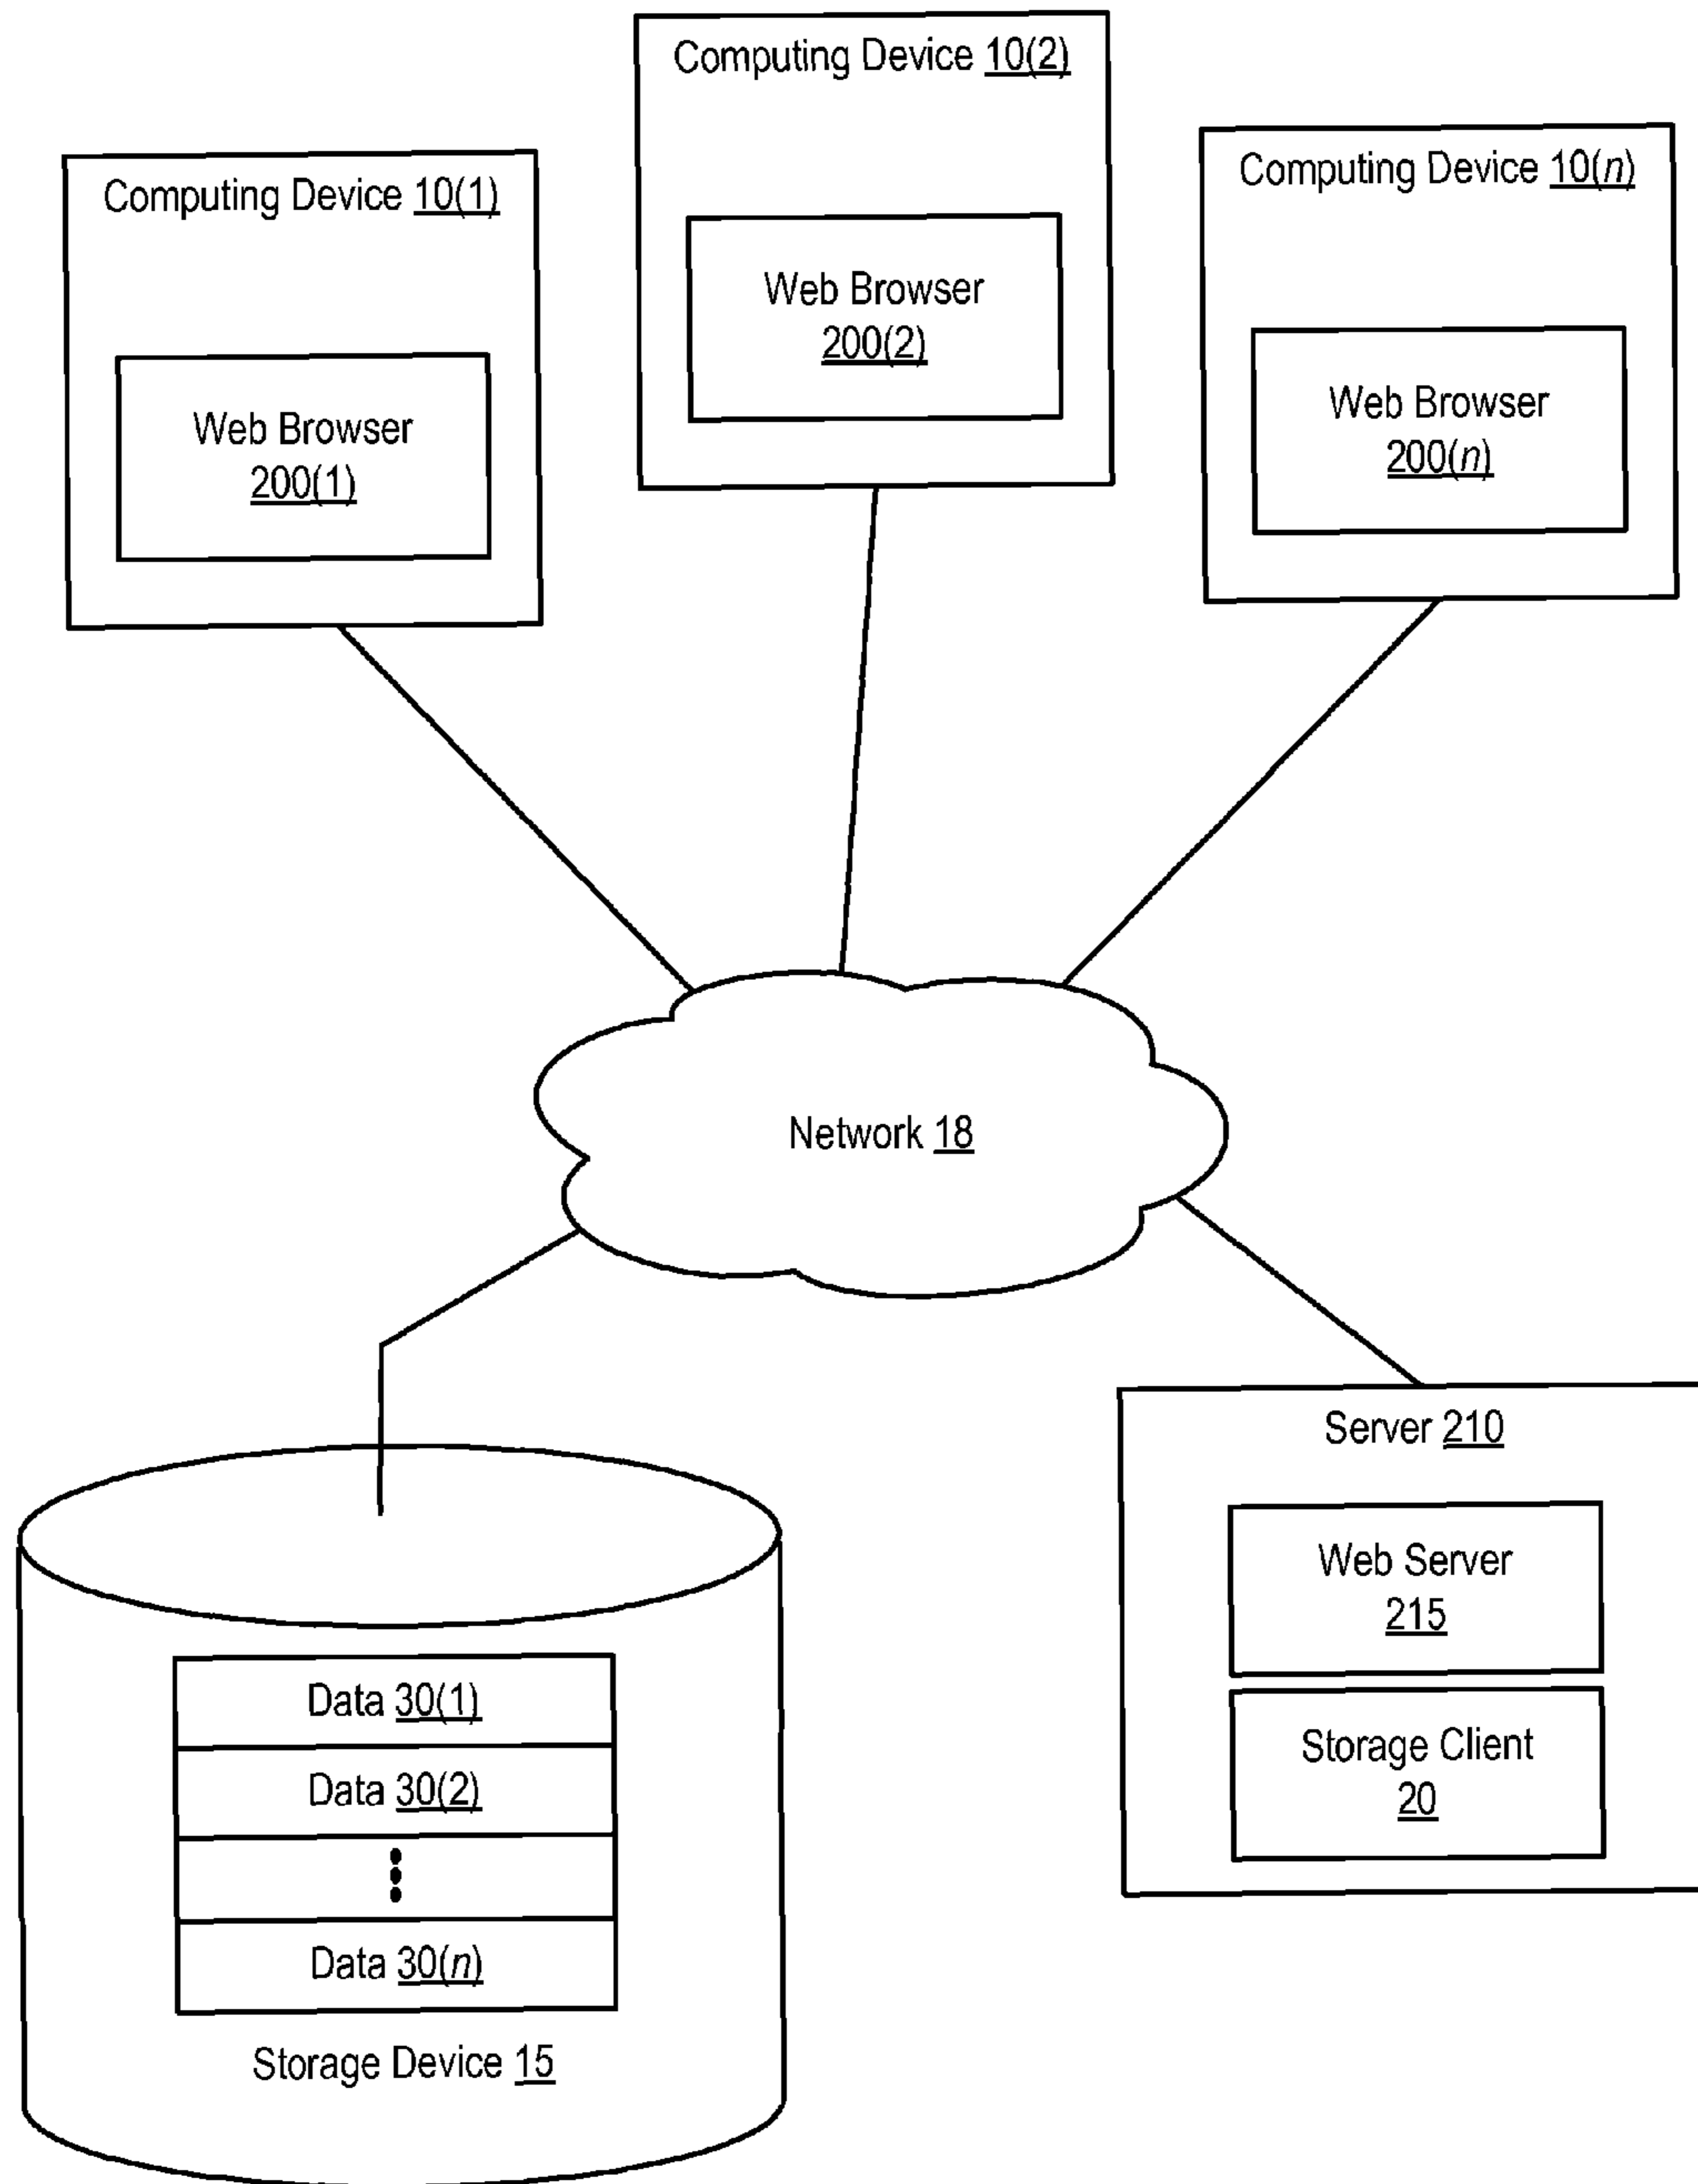 Computing Device 10(1)
Web Browser
200(1)
Computing Device 10(2)
Web Browser
200(2)
Computing Device 10(n)
Web Browser
200(n)
Network 18
Data 30(1)
Data 30(2)
Data 30(n)
Storage Device 15
Server 210
Web Server
215
Storage Client
20